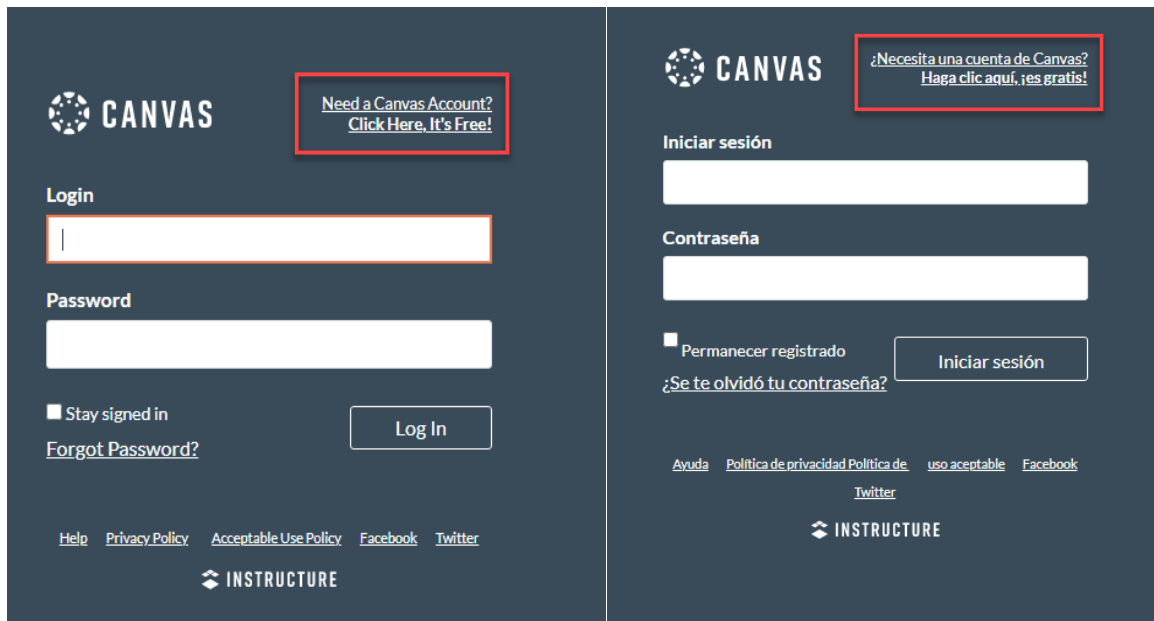 CANVAS
Need a Canvas Account?
Click Here, It's Free!
Login
Password
Stay signed in
Log In
Forgot Password?
Help Privacy Policy Acceptable Use Policy Facebook Twitter
INSTRUCTURE
CANVAS
¿Necesita una cuenta de Canvas?
Haga clic aquí, ¡es gratis!
Iniciar sesión
Contraseña
Permanecer registrado
Iniciar sesión
¿Se te olvidó tu contraseña?
Ayuda Política de privacidad Política de uso aceptable Facebook
Twitter
INSTRUCTURE